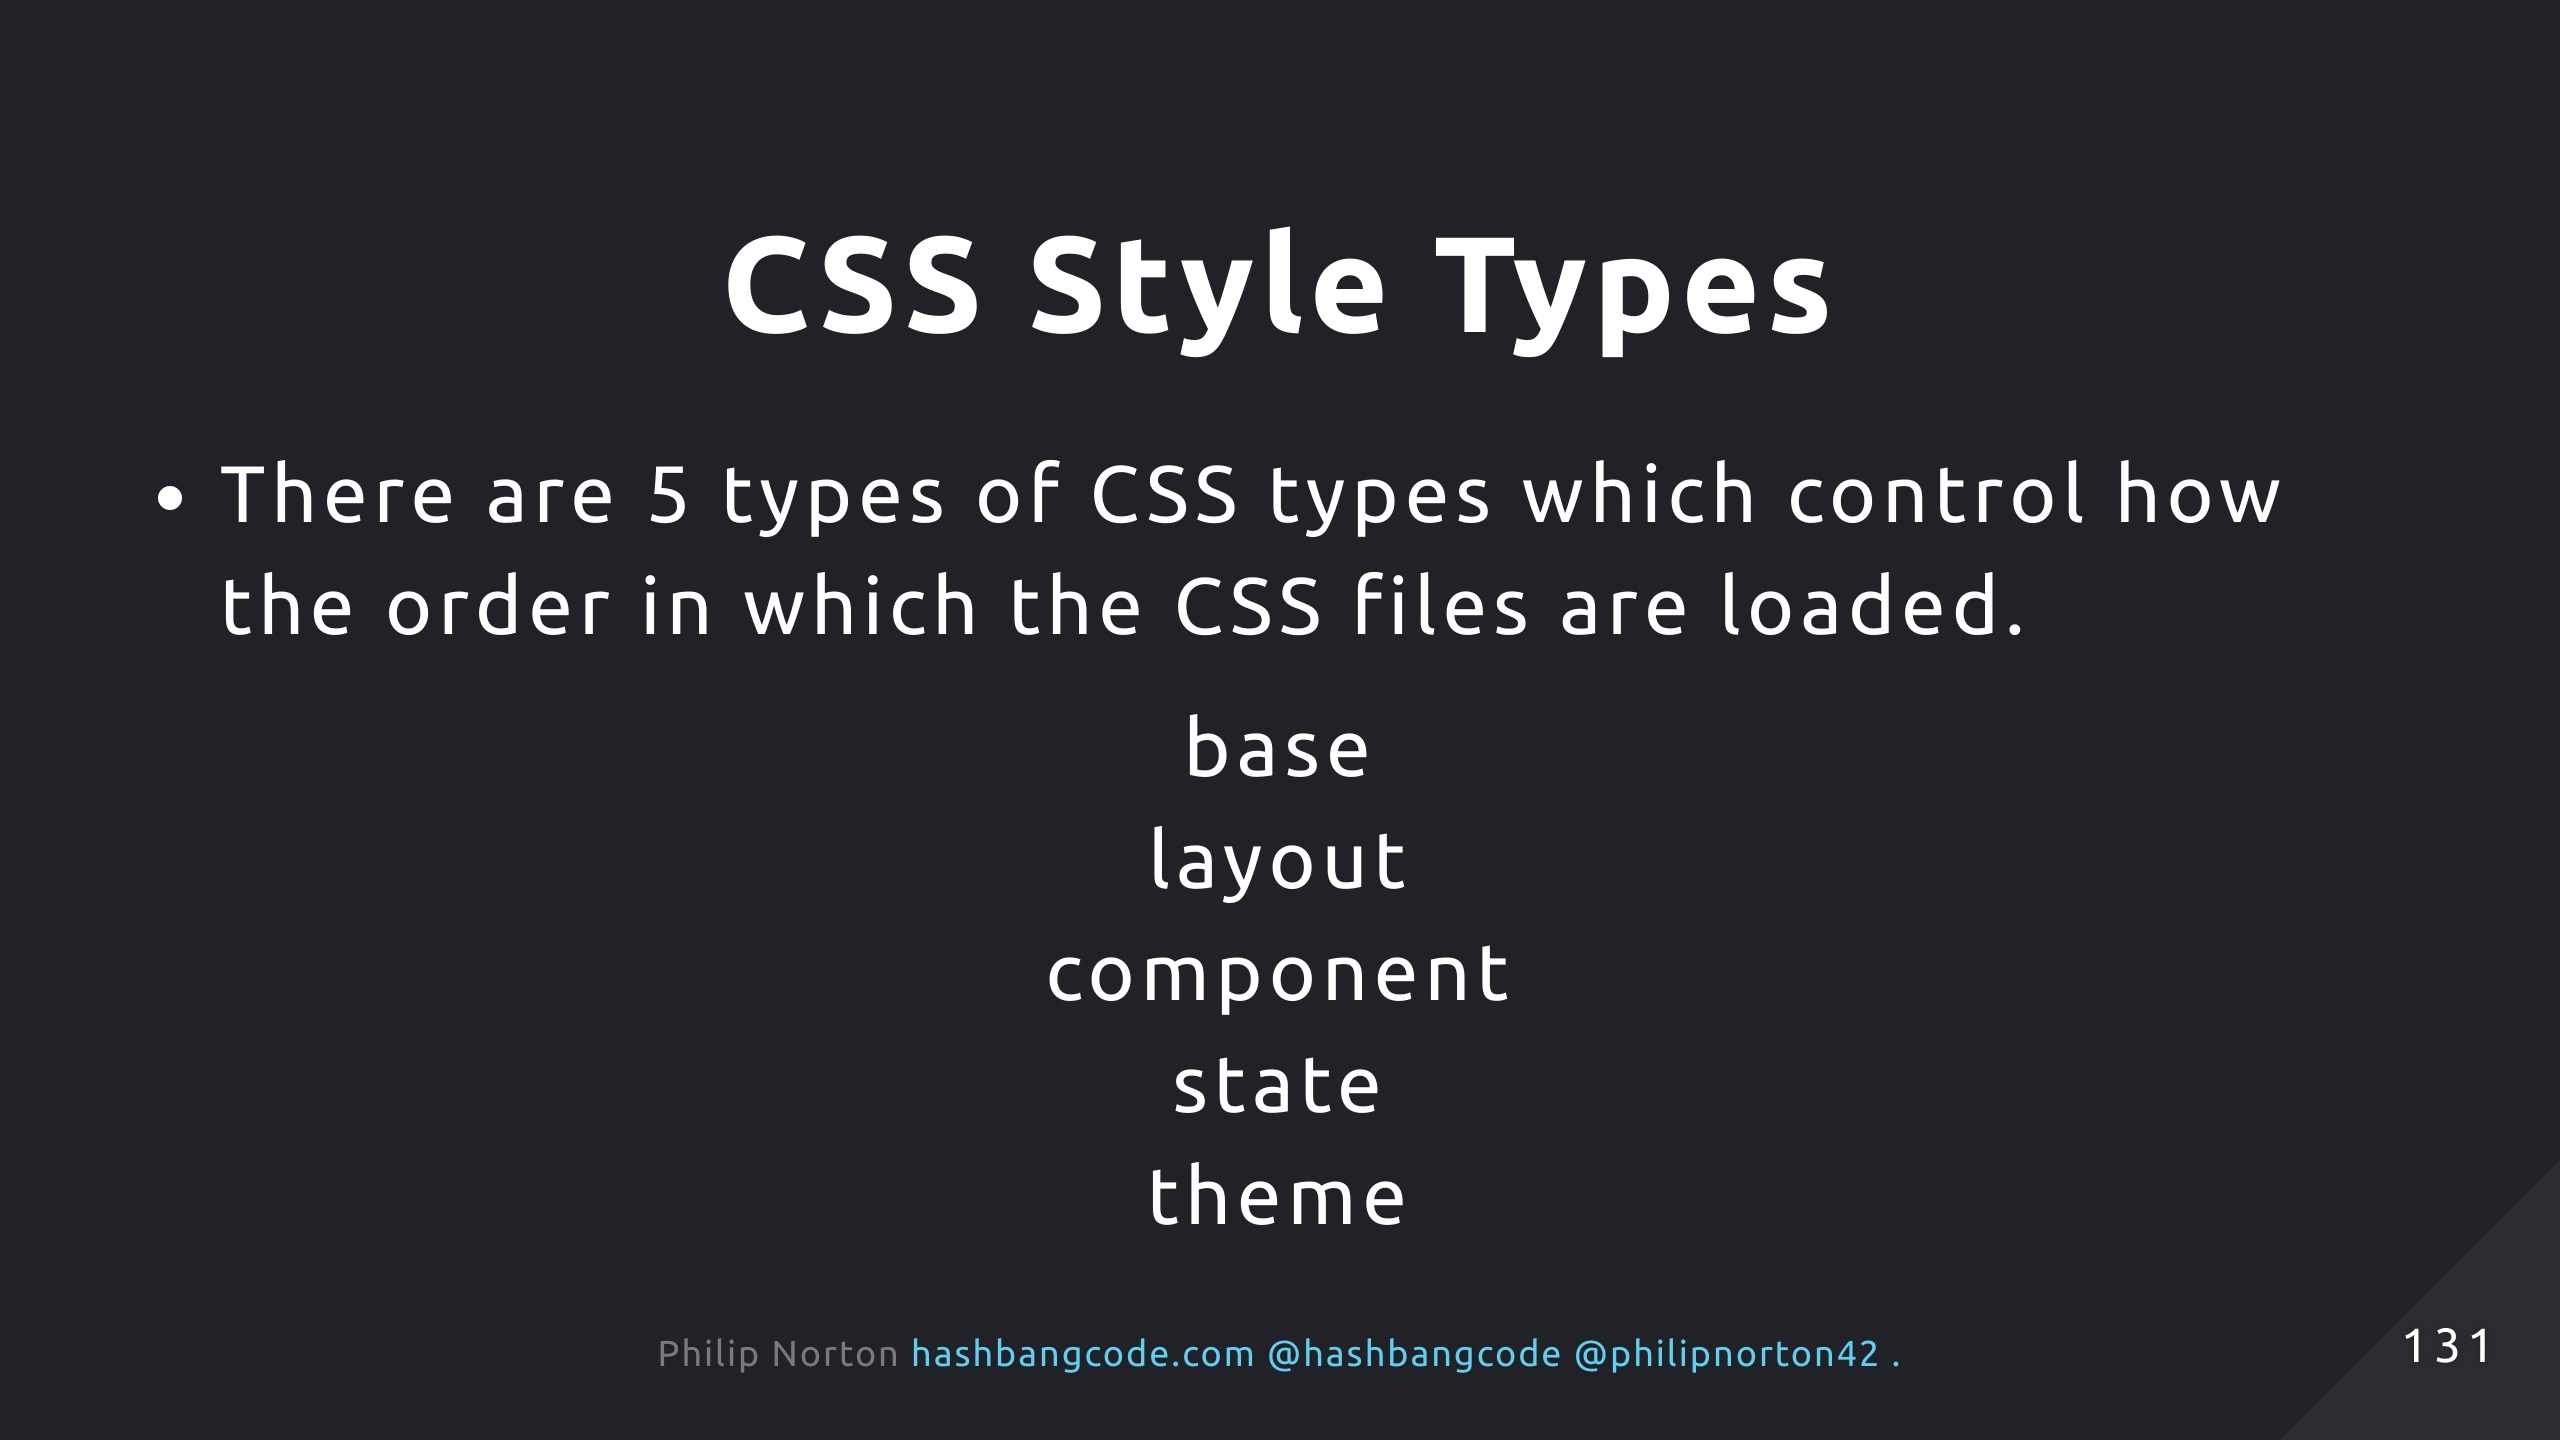 CSS Style Types
• There are 5 types of CSS types which control how
the order in which the CSS files are loaded.
base
layout
component
state
theme
Philip Norton hashbangcode.com @hashbangcode @philipnorton42 .
131